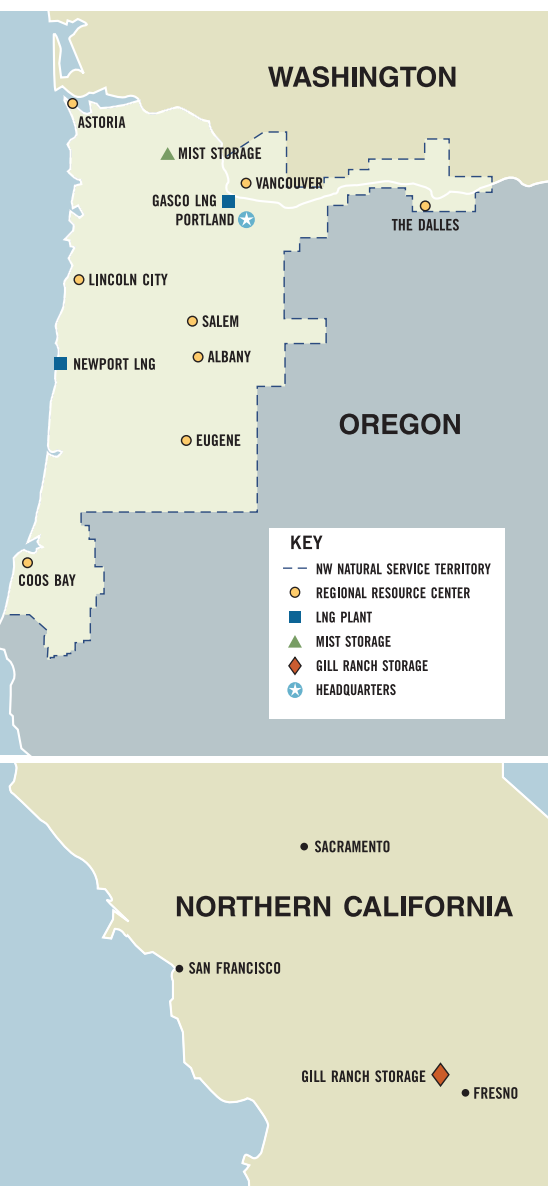 WASHINGTON
ASTORIA
MIST STORAGE
VANCOUVER
GASCO LNG
PORTLAND
THE DALLES
LINCOLN CITY
SALEM
ALBANY
NEWPORT LNG
OREGON
EUGENE
COOS BAY
KEY
NW NATURAL SERVICE TERRITORY
REGIONAL RESOURCE CENTER
LNG PLANT
MIST STORAGE
GILL RANCH STORAGE
HEADQUARTERS
SACRAMENTO
NORTHERN CALIFORNIA
SAN FRANCISCO
GILL RANCH STORAGE
FRESNO